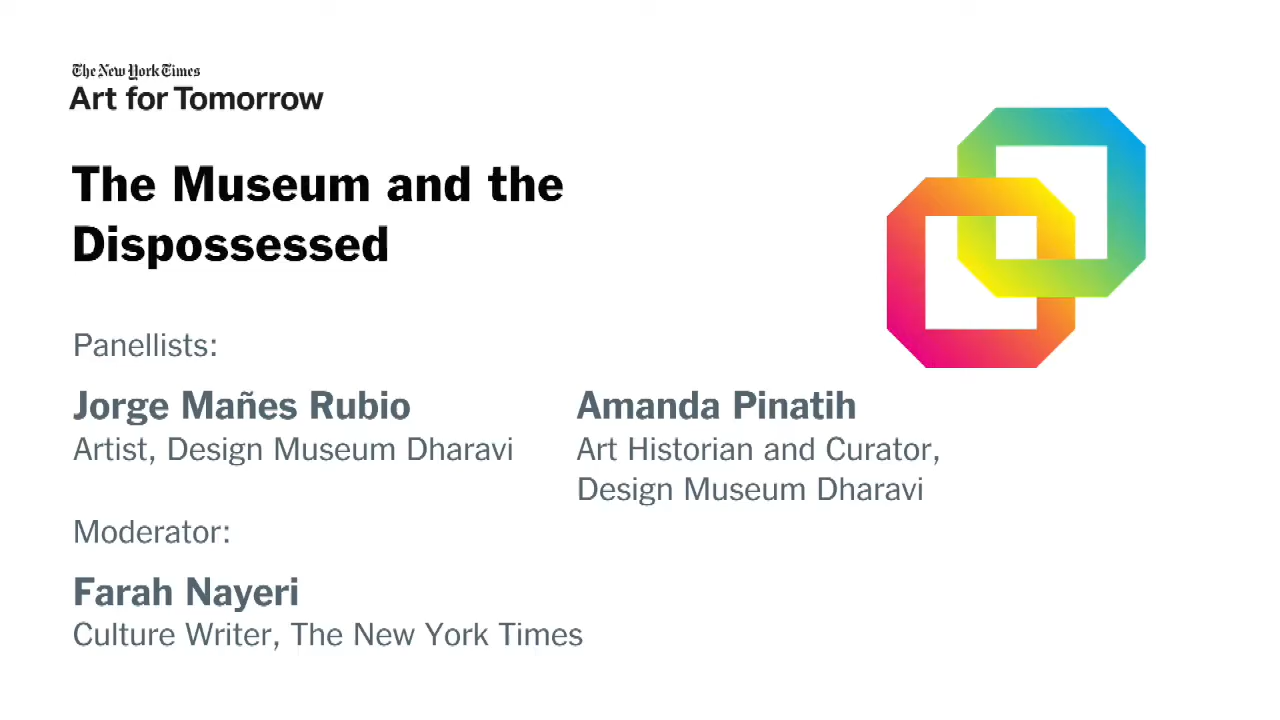 The New York Times
Art for Tomorrow
The Museum and the
Dispossessed
Panellists:
Jorge Mañes Rubio
Artist, Design Museum Dharavi
Amanda Pinatih
Art Historian and Curator,
Design Museum Dharavi
Moderator:
Farah Nayeri
Culture Writer, The New York Times